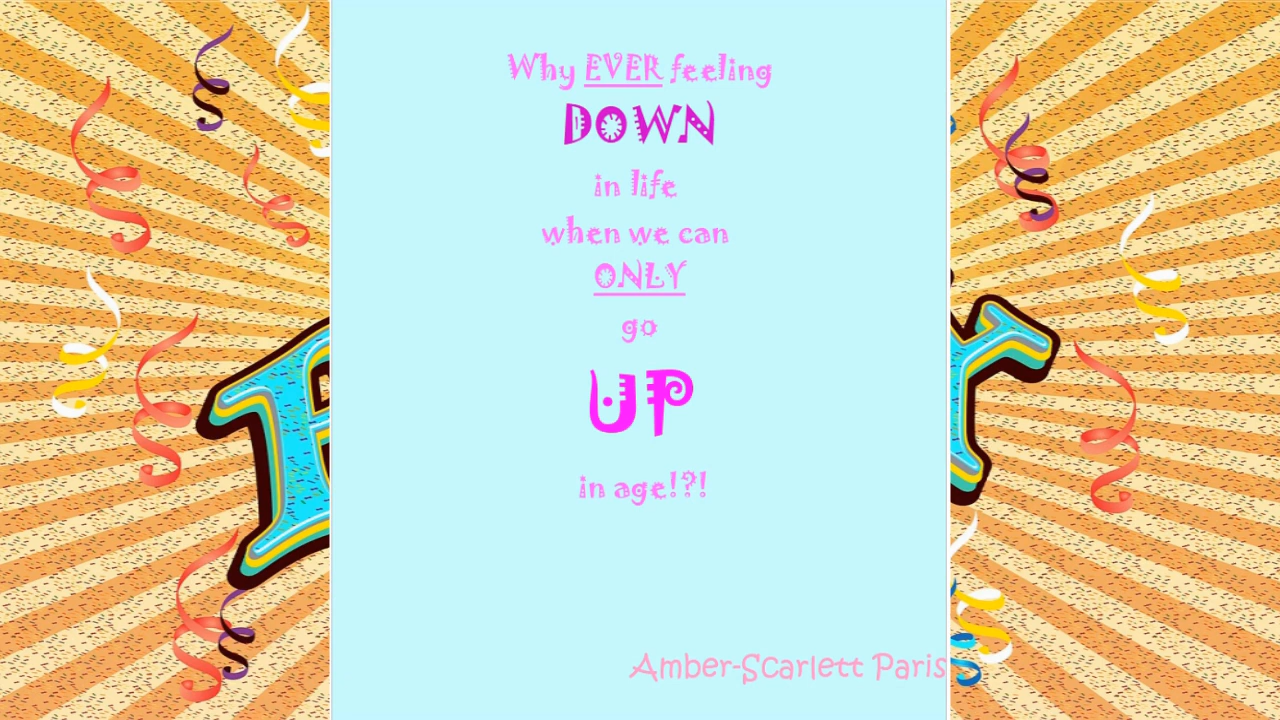 Why EVER feeling
DOWN
in life
when we can
ONLY
go
UP
in age!?!
Amber-Scarlett Paris